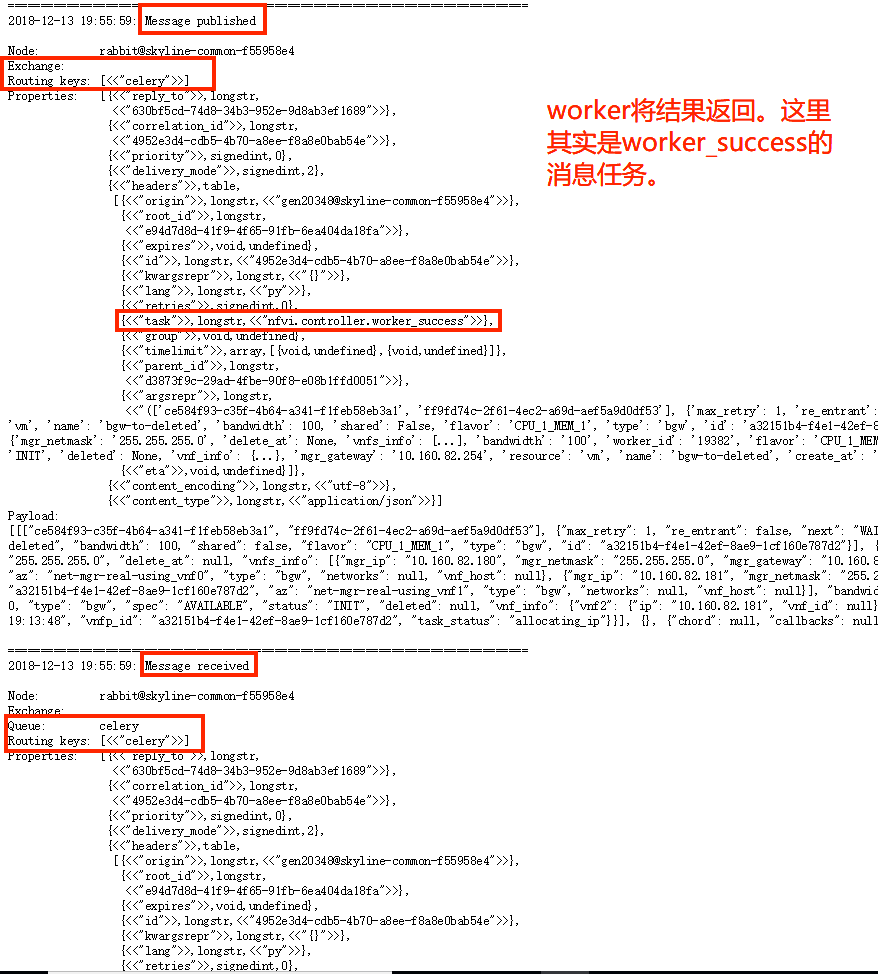 ================================================================================
2018-12-13 19:55:59: Message published
Node:         rabbit@skyline-common-f55958e4
Exchange:
Routing keys: [<<"celery">>]
Properties:   [{<<"reply_to">>,longstr,
<<"630bf5cd-74d8-34b3-952e-9d8ab3ef1689">>},
{<<"correlation_id">>,longstr,
<<"4952e3d4-cdb5-4b70-a8ee-f8a8e0bab54e">>},
{<<"priority">>,signedint,0},
{<<"delivery_mode">>,signedint,2},
{<<"headers">>,table,
[{<<"origin">>,longstr,<<"gen20348@skyline-common-f55958e4">>},
{<<"root_id">>,longstr,
<<"e94d7d8d-41f9-4f65-91fb-6ea404da18fa">>},
{<<"expires">>,void,undefined},
{<<"id">>,longstr,<<"4952e3d4-cdb5-4b70-a8ee-f8a8e0bab54e">>},
{<<"kwargsrepr">>,longstr,<<"{}">>},
{<<"lang">>,longstr,<<"py">>},
{<<"retries">>,signedint,0},
{<<"task">>,longstr,<<"nfvi.controller.worker_success">>},
{<<"group">>,void,undefined},
{<<"timelimit">>,array,[{void,undefined},{void,undefined}]},
{<<"parent_id">>,longstr,
<<"d3873f9c-29ad-4fbe-90f8-e08b1ffd0051">>},
{<<"argsrepr">>,longstr,
<<"(['ce584f93-c35f-4b64-a341-f1feb58eb3a1', 'ff9fd74c-2f61-4ec2-a69d-aef5a9d0df53'], {'max_retry': 1, 're_entrant':
'vm', 'name': 'bgw-to-deleted', 'bandwidth': 100, 'shared': False, 'flavor': 'CPU_1_MEM_1', 'type': 'bgw', 'id': 'a32151b4-f4e1-42ef-8
{'mgr_netmask': '255.255.255.0', 'delete_at': None, 'vnfs_info': [...], 'bandwidth': '100', 'worker_id': '19382', 'flavor': 'CPU_1_MEM
'INIT', 'deleted': None, 'vnf_info': {...}, 'mgr_gateway': '10.160.82.254', 'resource': 'vm', 'name': 'bgw-to-deleted', 'create_at': '
{<<"eta">>,void,undefined}]},
{<<"content_encoding">>,longstr,<<"utf-8">>},
{<<"content_type">>,longstr,<<"application/json">>}]
Payload:
[[["ce584f93-c35f-4b64-a341-f1feb58eb3a1", "ff9fd74c-2f61-4ec2-a69d-aef5a9d0df53"], {"max_retry": 1, "re_entrant": false, "next": "WAI
deleted", "bandwidth": 100, "shared": false, "flavor": "CPU_1_MEM_1", "type": "bgw", "id": "a32151b4-f4e1-42ef-8ae9-1cf160e787d2"}], {
"255.255.255.0", "delete_at": null, "vnfs_info": [{"mgr_ip": "10.160.82.180", "mgr_netmask": "255.255.255.0", "mgr_gateway": "10.160.8
"az": "net-mgr-real-using_vnf0", "type": "bgw", "networks": null, "vnf_host": null}, {"mgr_ip": "10.160.82.181", "mgr_netmask": "255.2
a32151b4-f4e1-42ef-8ae9-1cf160e787d2", "az": "net-mgr-real-using_vnf1", "type": "bgw", "networks": null, "vnf_host": null}], "bandwid
0, "type": "bgw", "spec": "AVAILABLE", "status": "INIT", "deleted": null, "vnf_info": {"vnf2": {"ip": "10.160.82.181", "vnf_id": null}
19:13:48", "vnfp_id": "a32151b4-f4e1-42ef-8ae9-1cf160e787d2", "task_status": "allocating_ip"}}], {}, {"chord": null, "callbacks": null
worker将结果返回。这里
其实是worker_success的
消息任务。
================================================================================
2018-12-13 19:55:59: Message received
Node:         rabbit@skyline-common-f55958e4
Exchange:
Queue:        celery
Routing keys: [<<"celery">>]
Properties:   [{<<"reply_to">>,longstr,
<<"630bf5cd-74d8-34b3-952e-9d8ab3ef1689">>},
{<<"correlation_id">>,longstr,
<<"4952e3d4-cdb5-4b70-a8ee-f8a8e0bab54e">>},
{<<"priority">>,signedint,0},
{<<"delivery_mode">>,signedint,2},
{<<"headers">>,table,
[{<<"origin">>,longstr,<<"gen20348@skyline-common-f55958e4">>},
{<<"root_id">>,longstr,
<<"e94d7d8d-41f9-4f65-91fb-6ea404da18fa">>},
{<<"expires">>,void,undefined},
{<<"id">>,longstr,<<"4952e3d4-cdb5-4b70-a8ee-f8a8e0bab54e">>},
{<<"kwargsrepr">>,longstr,<<"{}">>},
{<<"lang">>,longstr,<<"py">>},
{<<"retries">>,signedint,0},